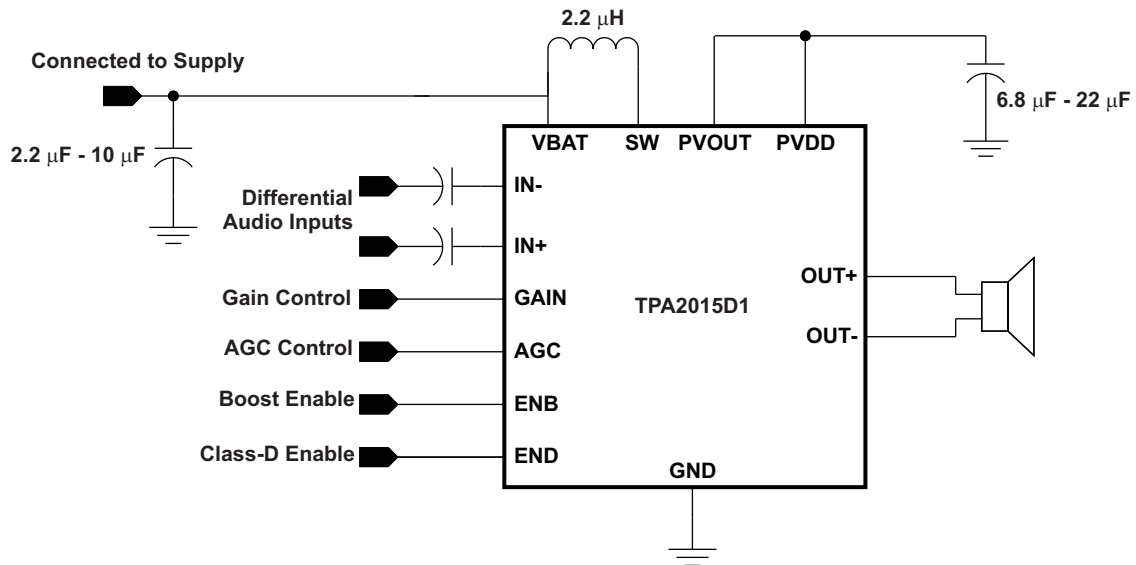 2.2 μH
Connected to Supply
6.8 μF - 22 μF
2.2 μF - 10 μF
VBAT
SW
PVOUT
PVDD
Differential
Audio Inputs
IN-
IN+
Gain Control
GAIN
AGC Control
AGC
Boost Enable
ENB
Class-D Enable
END
TPA2015D1
OUT+
OUT-
GND